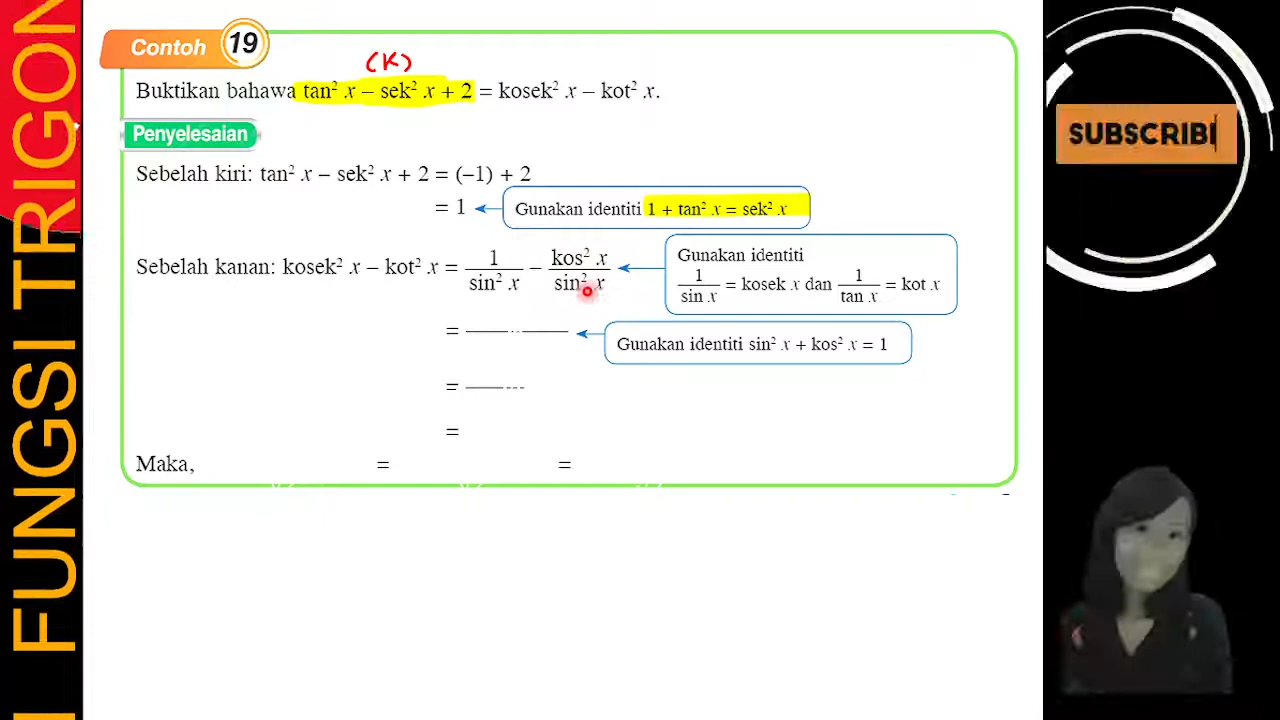 I FUNGSI TRIGON
Contoh 19
(K)
Buktikan bahawa tan² x – sek² x + 2 = kosek² x – kot² x.
Penyelesaian
Sebelah kiri: tan² x – sek² x + 2 = (–1) + 2
= 1
Gunakan identiti 1 + tan² x = sek² x
Sebelah kanan: kosek² x – kot² x = 1/sin² x – kos² x/sin² x
Gunakan identiti
1/sin x = kosek x dan 1/tan x = kot x
=
Gunakan identiti sin² x + kos² x = 1
=
=
Maka, = =
SUBSCRIBI